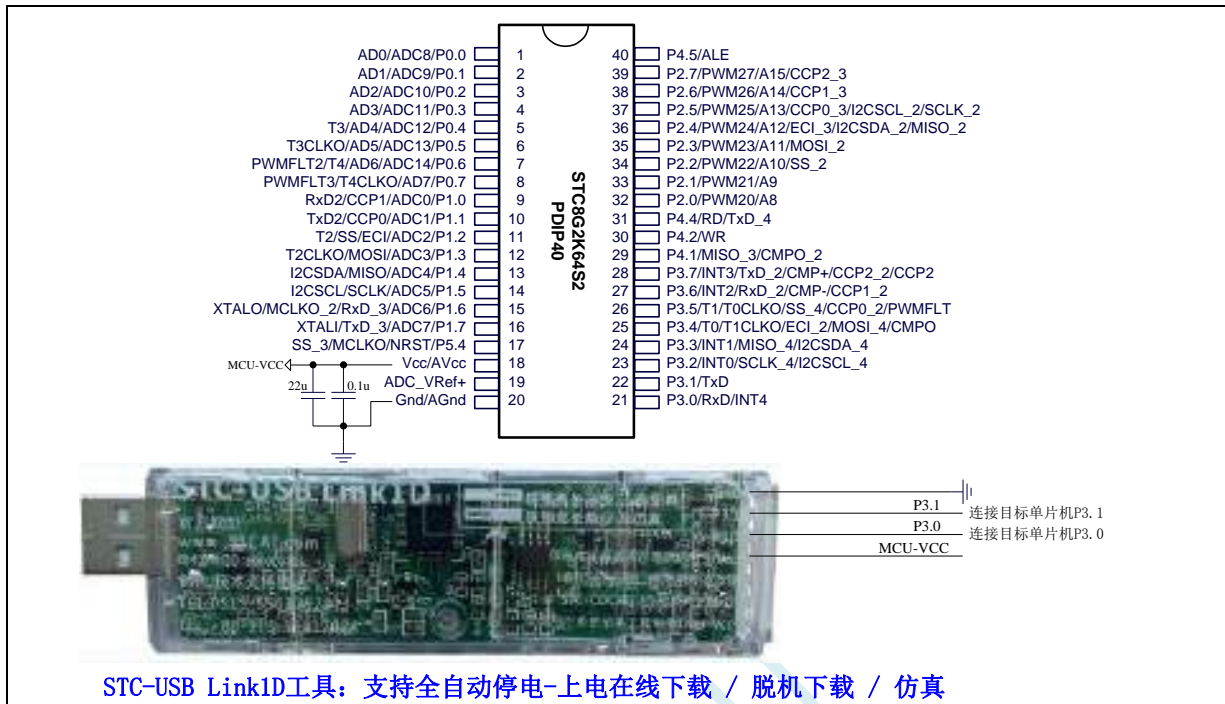 AD0/ADC8/P0.0 1 40 P4.5/ALE
AD1/ADC9/P0.1 2 39 P2.7/PWM27/A15/CCP2_3
AD2/ADC10/P0.2 3 38 P2.6/PWM26/A14/CCP1_3
AD3/ADC11/P0.3 4 37 P2.5/PWM25/A13/CCP0_3/I2CSCL_2/SCLK_2
T3/AD4/ADC12/P0.4 5 36 P2.4/PWM24/A12/ECI_3/I2CSDA_2/MISO_2
T3CLKO/AD5/ADC13/P0.5 6 35 P2.3/PWM23/A11/MOSI_2
PWMFLT2/T4/AD6/ADC14/P0.6 7 34 P2.2/PWM22/A10/SS_2
PWMFLT3/T4CLKO/AD7/P0.7 8 33 P2.1/PWM21/A9
RxD2/CCP1/ADC0/P1.0 9 32 P2.0/PWM20/A8
TxD2/CCP0/ADC1/P1.1 10 31 P4.4/RD/TxD_4
T2/SS/ECI/ADC2/P1.2 11 30 P4.2/WR
T2CLKO/MOSI/ADC3/P1.3 12 29 P4.1/MISO_3/CMPO_2
I2CSDA/MISO/ADC4/P1.4 13 28 P3.7/INT3/TxD_2/CMP+/CCP2_2/CCP2
I2CSCL/SCLK/ADC5/P1.5 14 27 P3.6/INT2/RxD_2/CMP-/CCP1_2
XTALO/MCLKO_2/RxD_3/ADC6/P1.6 15 26 P3.5/T1/T0CLKO/SS_4/CCP0_2/PWMFLT
XTALI/TxD_3/ADC7/P1.7 16 25 P3.4/T0/T1CLKO/ECI_2/MOSI_4/CMPO
SS_3/MCLKO/NRST/P5.4 17 24 P3.3/INT1/MISO_4/I2CSDA_4
MCU-VCC Vcc/AVcc 18 23 P3.2/INT0/SCLK_4/I2CSCL_4
22u 0.1u ADC_VRef+ 19 22 P3.1/TxD
Gnd/AGnd 20 21 P3.0/RxD/INT4
STC8G2K64S2
PDIP40
STC-USB Link1D
P3.1 连接目标单片机P3.1
P3.0 连接目标单片机P3.0
MCU-VCC
STC-USB Link1D工具: 支持全自动停电-上电在线下载 / 脱机下载 / 仿真